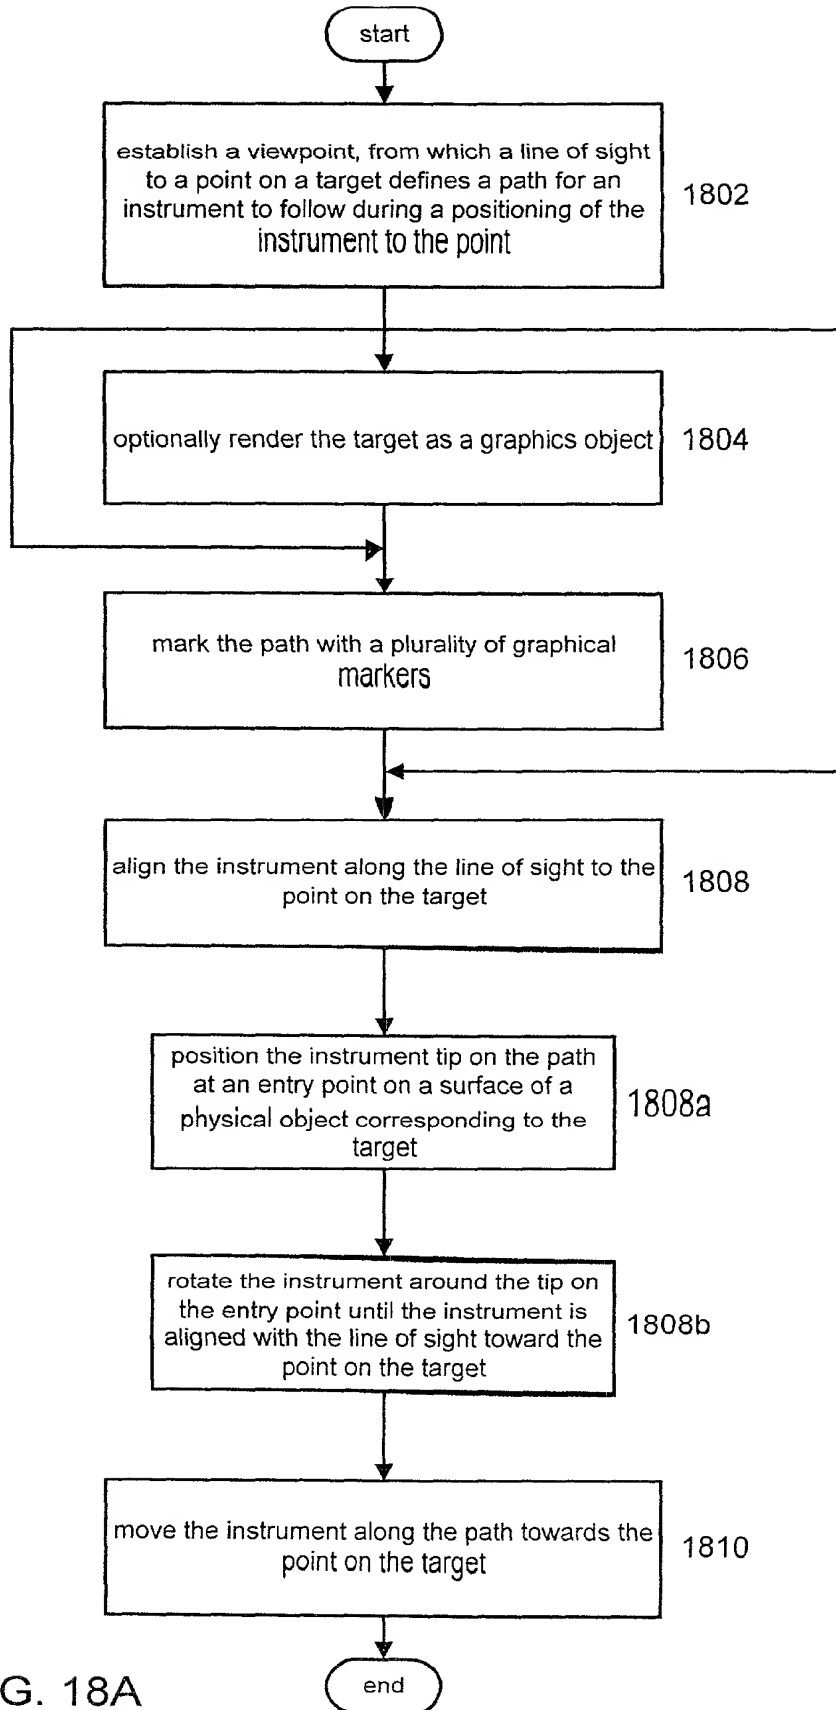 start
establish a viewpoint, from which a line of sight
to a point on a target defines a path for an
instrument to follow during a positioning of the
instrument to the point
1802
optionally render the target as a graphics object
1804
mark the path with a plurality of graphical
markers
1806
align the instrument along the line of sight to the
point on the target
1808
position the instrument tip on the path
at an entry point on a surface of a
physical object corresponding to the
target
1808a
rotate the instrument around the tip on
the entry point until the instrument is
aligned with the line of sight toward the
point on the target
1808b
move the instrument along the path towards the
point on the target
1810
end
G. 18A